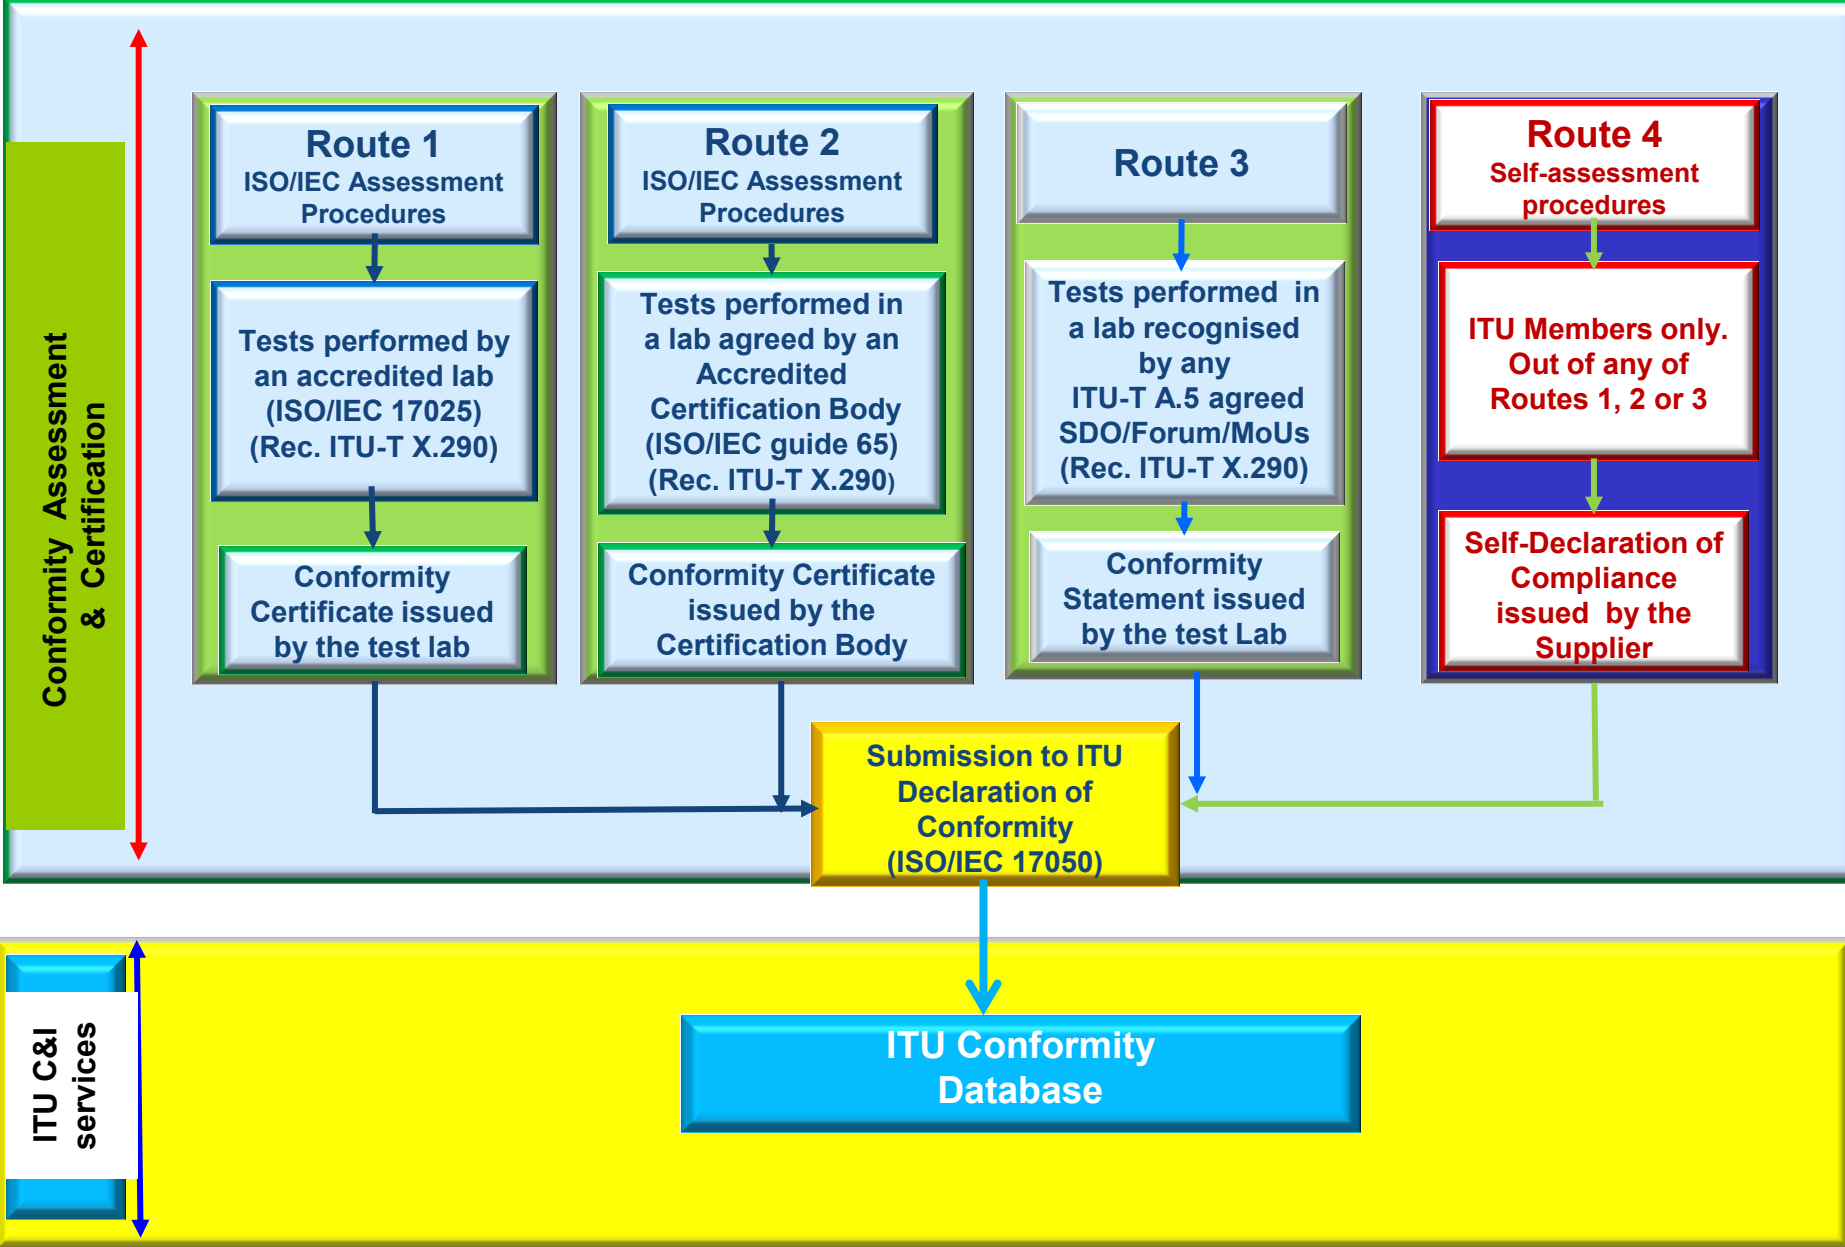 Conformity Assessment
& Certification
Route 1
ISO/IEC Assessment
Procedures
Tests performed by
an accredited lab
(ISO/IEC 17025)
(Rec. ITU-T X.290)
Conformity
Certificate issued
by the test lab
Route 2
ISO/IEC Assessment
Procedures
Tests performed in
a lab agreed by an
Accredited
Certification Body
(ISO/IEC guide 65)
(Rec. ITU-T X.290)
Conformity Certificate
issued by the
Certification Body
Route 3
Tests performed in
a lab recognised
by any
ITU-T A.5 agreed
SDO/Forum/MoUs
(Rec. ITU-T X.290)
Conformity
Statement issued
by the test Lab
Route 4
Self-assessment
procedures
ITU Members only.
Out of any of
Routes 1, 2 or 3
Self-Declaration of
Compliance
issued by the
Supplier
Submission to ITU
Declaration of
Conformity
(ISO/IEC 17050)
ITU C&I
services
ITU Conformity
Database